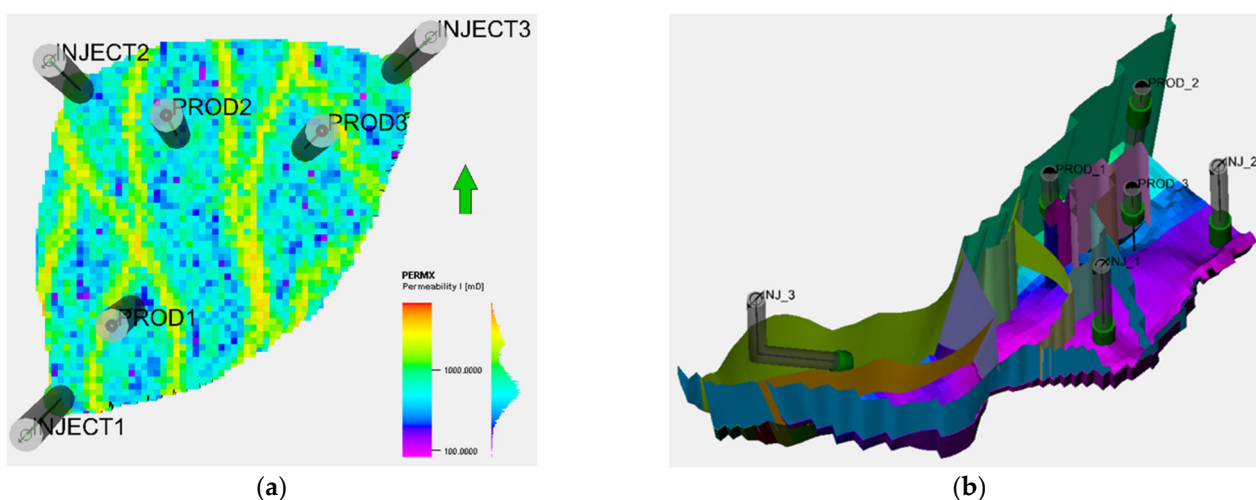 INJECT3
INJECT2
PROD2
PROD3
PERMX
Permeability I [mD]
1000.0000
100.0000
PROD1
INJECT1
(a)
PROD_2
INJ_2
PROD_1
PROD_3
INJ_1
INJ_3
(b)